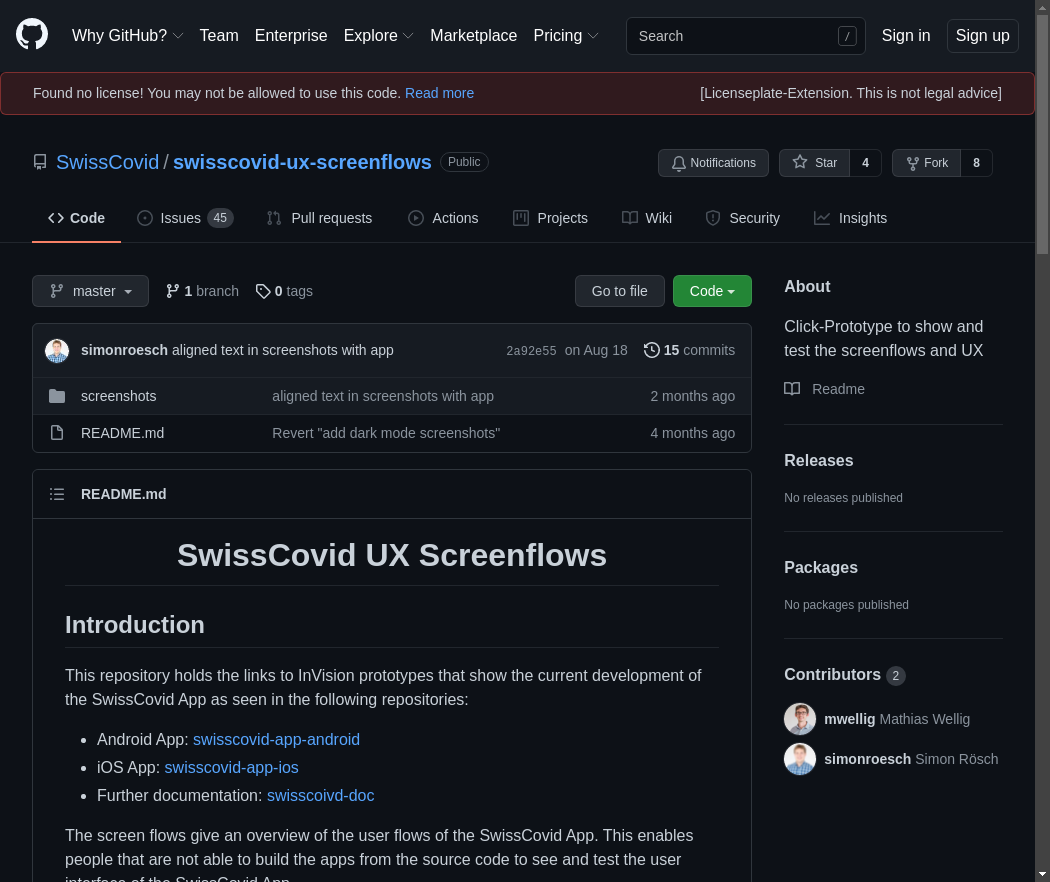 Why GitHub? Team Enterprise Explore Marketplace Pricing Search / Sign in Sign up
Found no license! You may not be allowed to use this code. Read more [Licenseplate-Extension. This is not legal advice]
SwissCovid / swisscovid-ux-screenflows Public Notifications Star 4 Fork 8
Code Issues 45 Pull requests Actions Projects Wiki Security Insights
master 1 branch 0 tags Go to file Code
simonroesch aligned text in screenshots with app 2a92e55 on Aug 18 15 commits
screenshots aligned text in screenshots with app 2 months ago
README.md Revert "add dark mode screenshots" 4 months ago
README.md
SwissCovid UX Screenflows
Introduction
This repository holds the links to InVision prototypes that show the current development of
the SwissCovid App as seen in the following repositories:
Android App: swisscovid-app-android
iOS App: swisscovid-app-ios
Further documentation: swisscoivd-doc
The screen flows give an overview of the user flows of the SwissCovid App. This enables
people that are not able to build the apps from the source code to see and test the user
interface of the SwissCovid App.
About
Click-Prototype to show and
test the screenflows and UX
Readme
Releases
No releases published
Packages
No packages published
Contributors 2
mwellig Mathias Wellig
simonroesch Simon Rösch